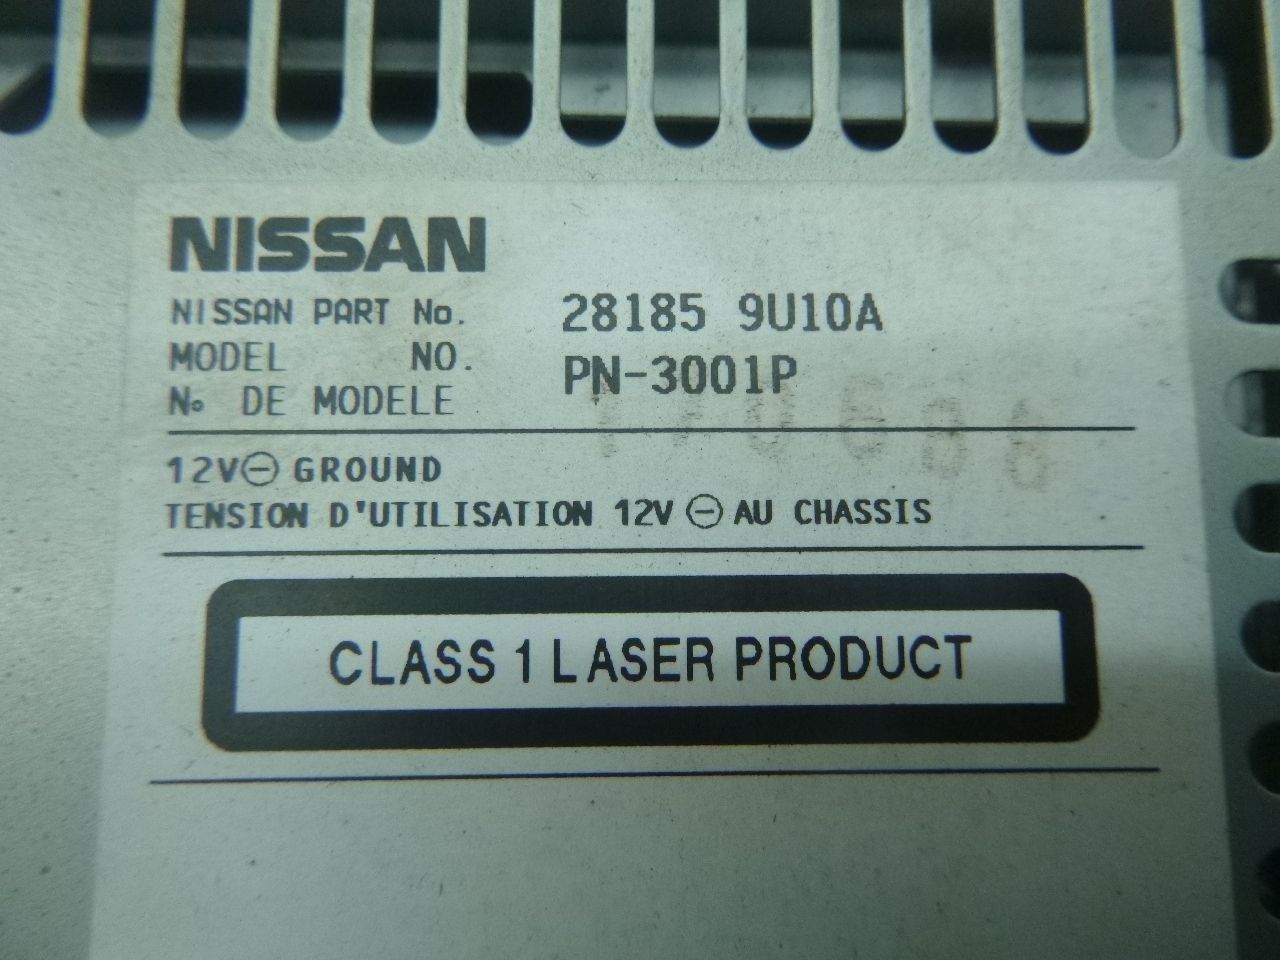 NISSAN
NISSAN PART No. 28185 9U10A
MODEL NO. PN-3001P
No DE MODELE
12V⊖ GROUND
TENSION D'UTILISATION 12V ⊖ AU CHASSIS
CLASS 1 LASER PRODUCT